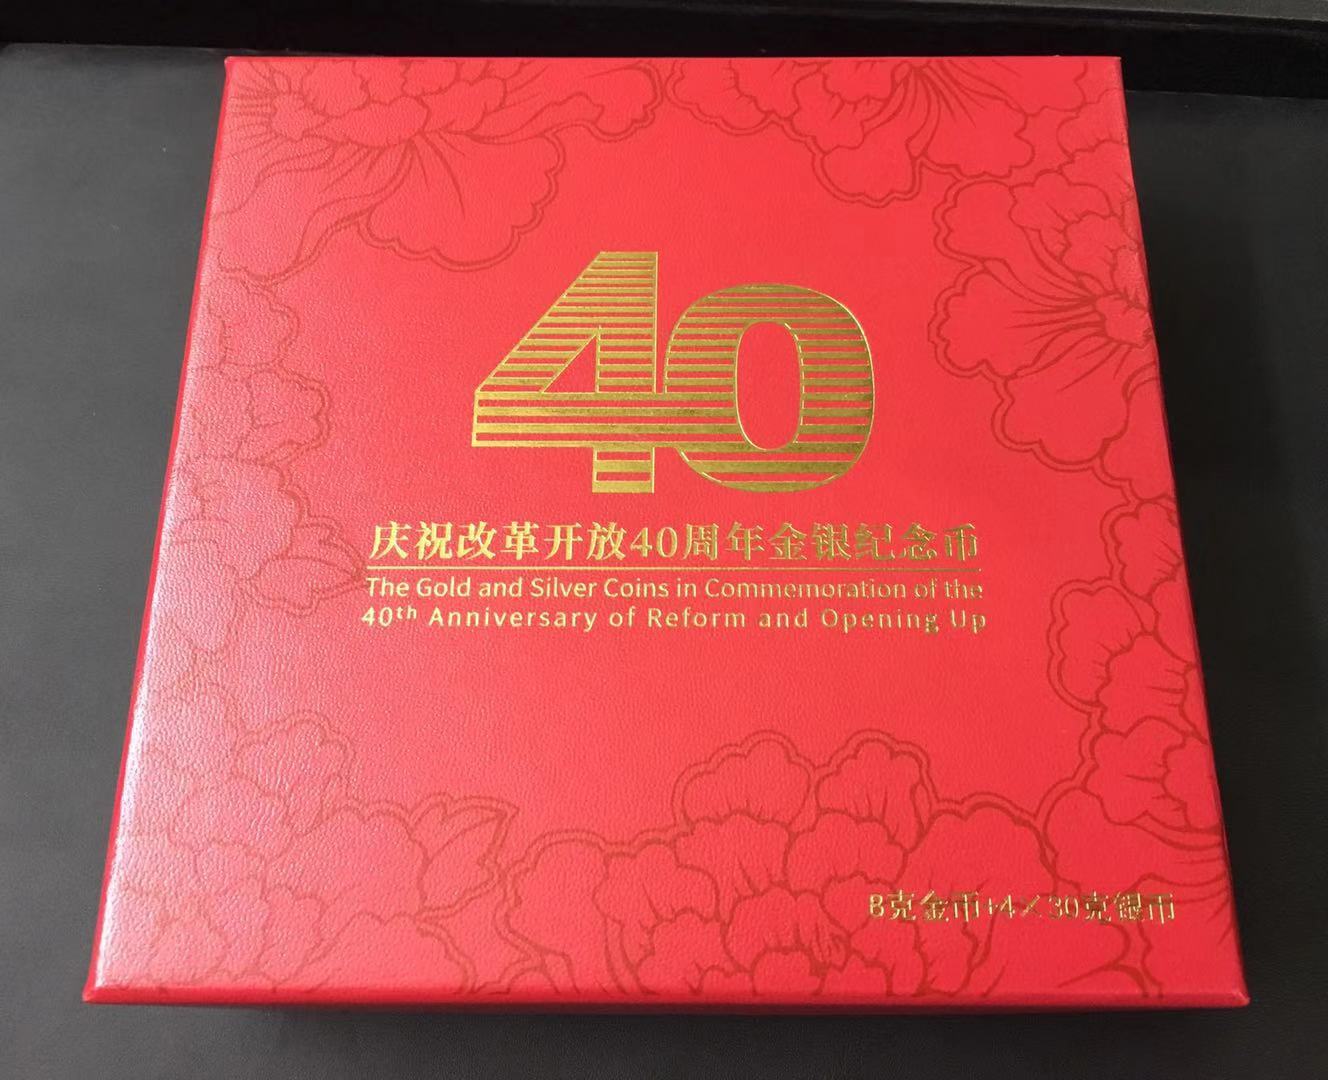 40
庆祝改革开放40周年金银纪念币
The Gold and Silver Coins in Commemoration of the
40th Anniversary of Reform and Opening Up
8克金币+4×30克银币